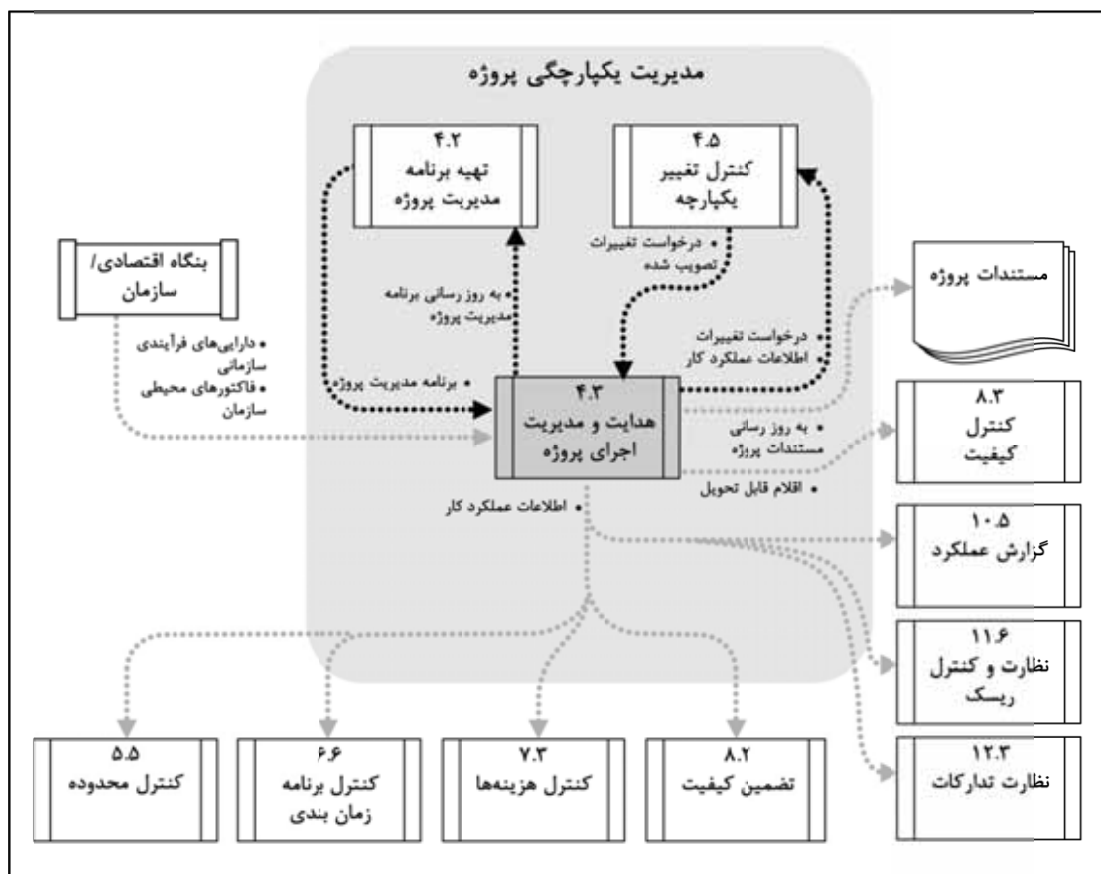 مدیریت یکپارچگی پروژه
۴.۵
کنترل تغییر
یکپارچه
۴.۲
تهیه برنامه
مدیریت پروژه
بنگاه اقتصادی/
سازمان
• دارایی‌های فرآیندی
سازمانی
• فاکتورهای محیطی
سازمان
• درخواست تغییرات
تصویب شده
• به روز رسانی برنامه
مدیریت پروژه
• برنامه مدیریت پروژه
• درخواست تغییرات
• اطلاعات عملکرد کار
۴.۳
هدایت و مدیریت
اجرای پروژه
• به روز رسانی
مستندات پروژه
• اقلام قابل تحویل
• اطلاعات عملکرد کار
مستندات پروژه
۸.۳
کنترل
کیفیت
۱۰.۵
گزارش عملکرد
۱۱.۶
نظارت و کنترل
ریسک
۱۲.۳
نظارت تدارکات
۸.۲
تضمین کیفیت
۷.۳
کنترل هزینه‌ها
۶.۶
کنترل برنامه
زمان بندی
۵.۵
کنترل محدوده